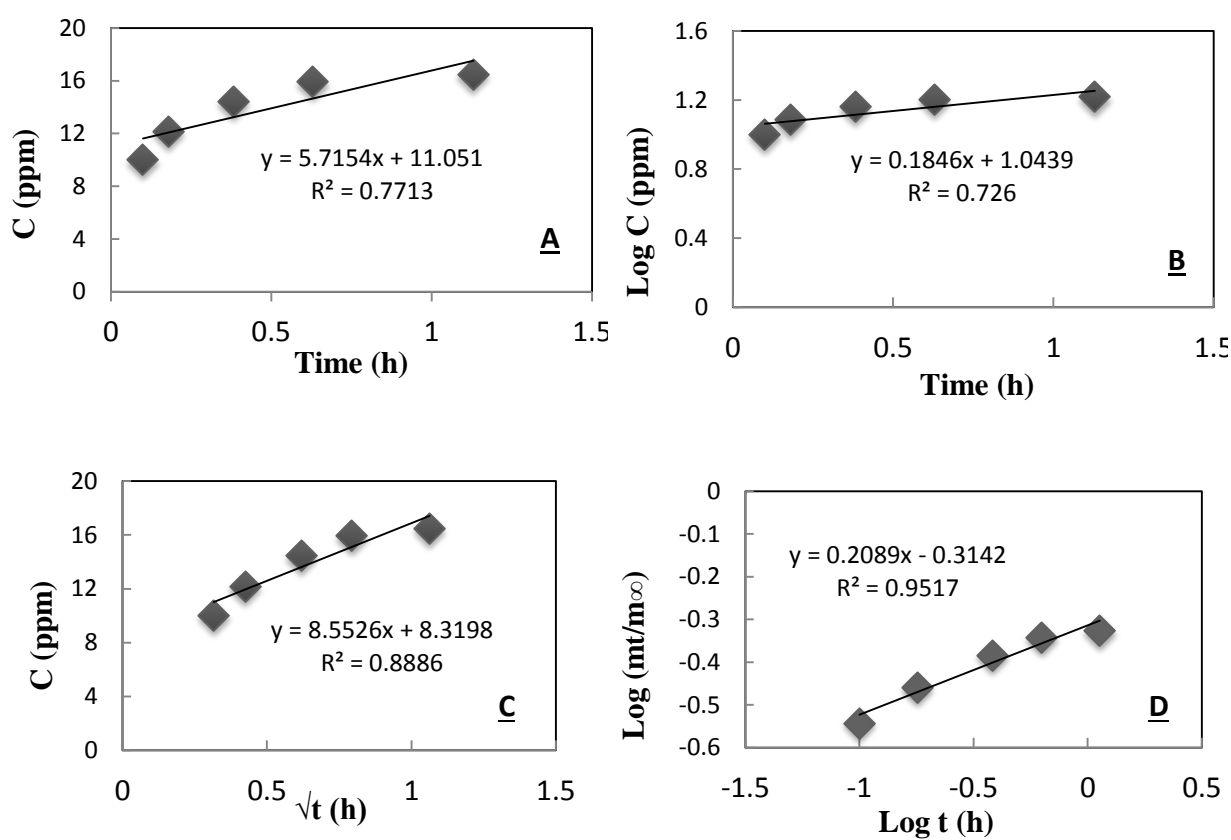 20
16
12
8
4
0
C (ppm)
y = 5.7154x + 11.051
R² = 0.7713
A
0
0.5
1
1.5
Time (h)
1.6
1.2
0.8
0.4
0
Log C (ppm)
y = 0.1846x + 1.0439
R² = 0.726
B
0
0.5
1
1.5
Time (h)
20
16
12
8
4
0
C (ppm)
y = 8.5526x + 8.3198
R² = 0.8886
C
0
0.5
1
1.5
√t (h)
0
-0.1
-0.2
-0.3
-0.4
-0.5
-0.6
Log (mt/m∞)
y = 0.2089x - 0.3142
R² = 0.9517
D
-1.5
-1
-0.5
0
0.5
Log t (h)